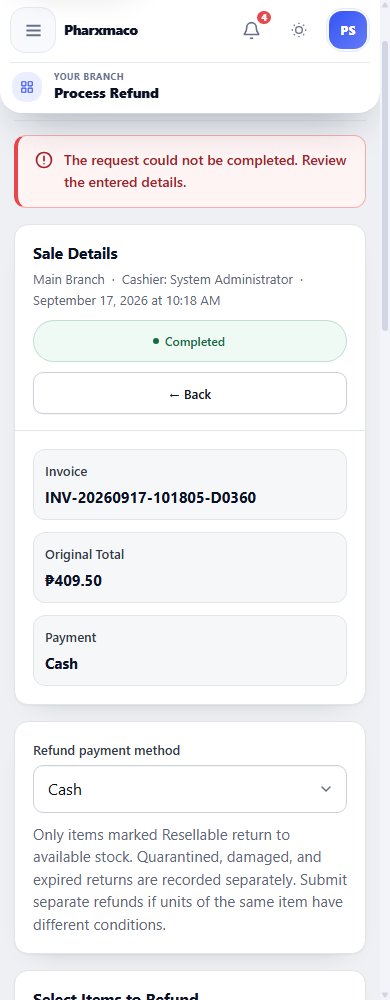 Pharxmaco
4
PS
YOUR BRANCH
Process Refund
The request could not be completed. Review
the entered details.
Sale Details
Main Branch · Cashier: System Administrator ·
September 17, 2026 at 10:18 AM
Completed
← Back
Invoice
INV-20260917-101805-D0360
Original Total
₱409.50
Payment
Cash
Refund payment method
Cash
Only items marked Resellable return to
available stock. Quarantined, damaged, and
expired returns are recorded separately. Submit
separate refunds if units of the same item have
different conditions.
Select Items to Refund